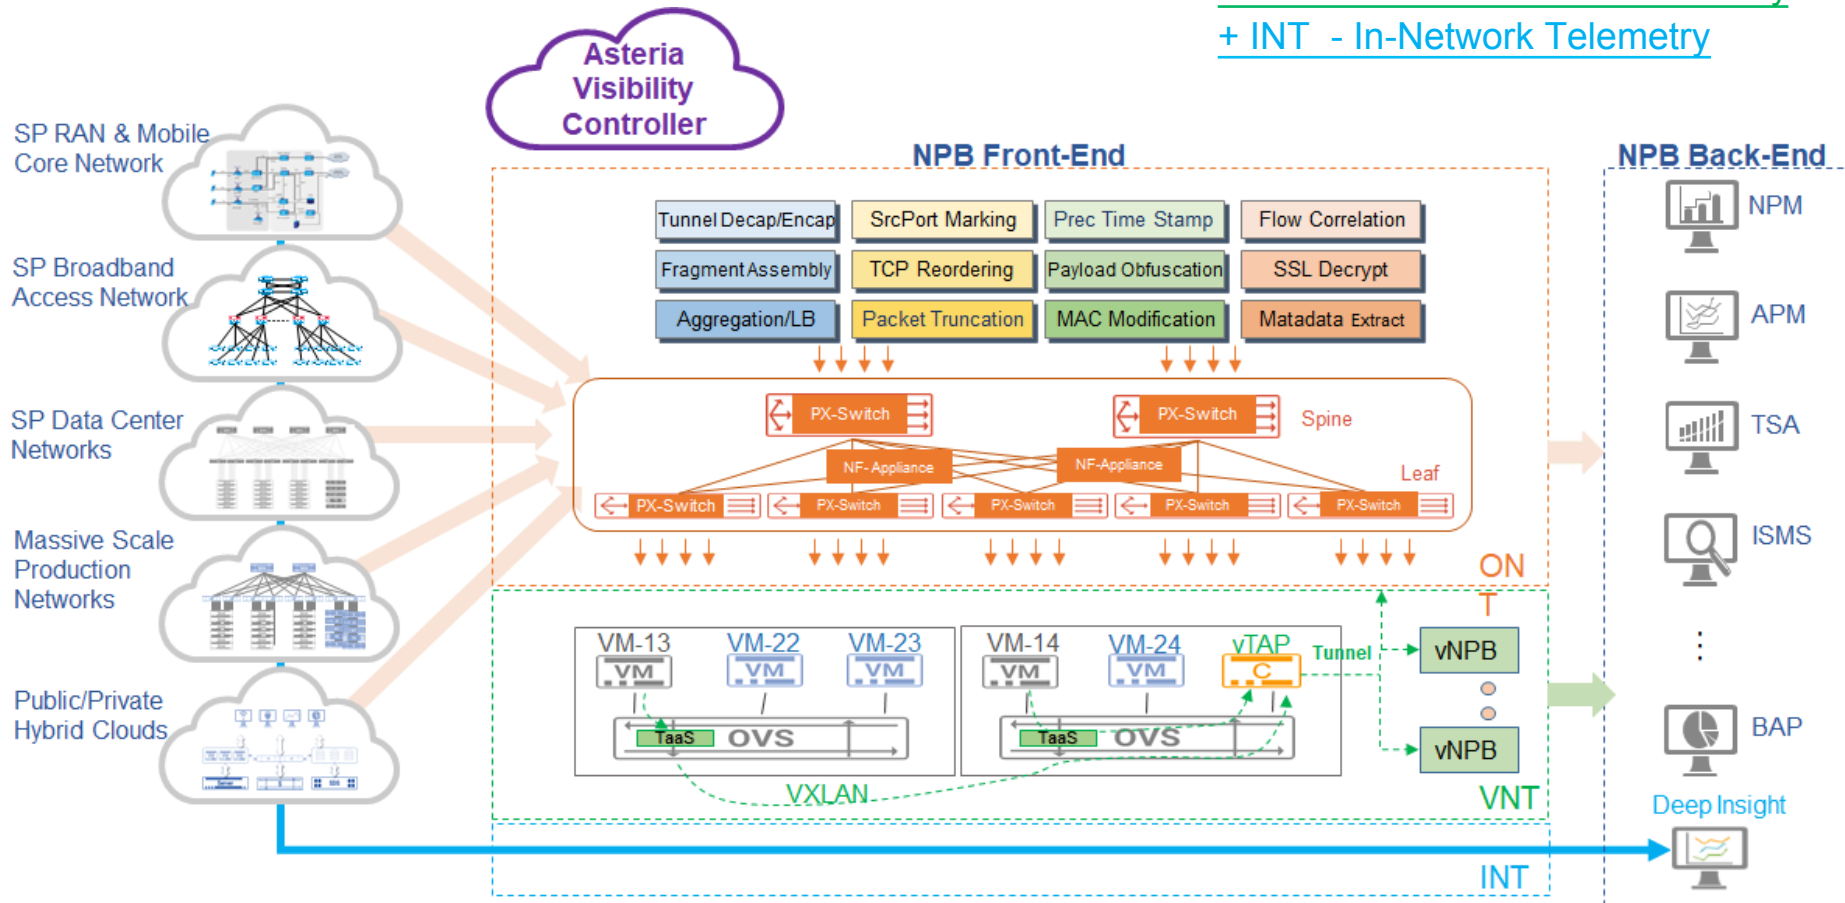 + INT - In-Network Telemetry
Asteria
Visibility
Controller
SP RAN & Mobile
Core Network
SP Broadband
Access Network
SP Data Center
Networks
Massive Scale
Production
Networks
Public/Private
Hybrid Clouds
NPB Front-End
Tunnel Decap/Encap
SrcPort Marking
Prec Time Stamp
Flow Correlation
Fragment Assembly
TCP Reordering
Payload Obfuscation
SSL Decrypt
Aggregation/LB
Packet Truncation
MAC Modification
Matadata Extract
PX-Switch
PX-Switch
Spine
NF-Appliance
NF-Appliance
Leaf
PX-Switch
PX-Switch
PX-Switch
PX-Switch
PX-Switch
ON
T
VM-13
VM-22
VM-23
VM
VM
VM
TaaS
OVS
VM-14
VM-24
vTAP
VM
VM
C
TaaS
OVS
Tunnel
vNPB
vNPB
VXLAN
VNT
INT
NPB Back-End
NPM
APM
TSA
ISMS
BAP
Deep Insight